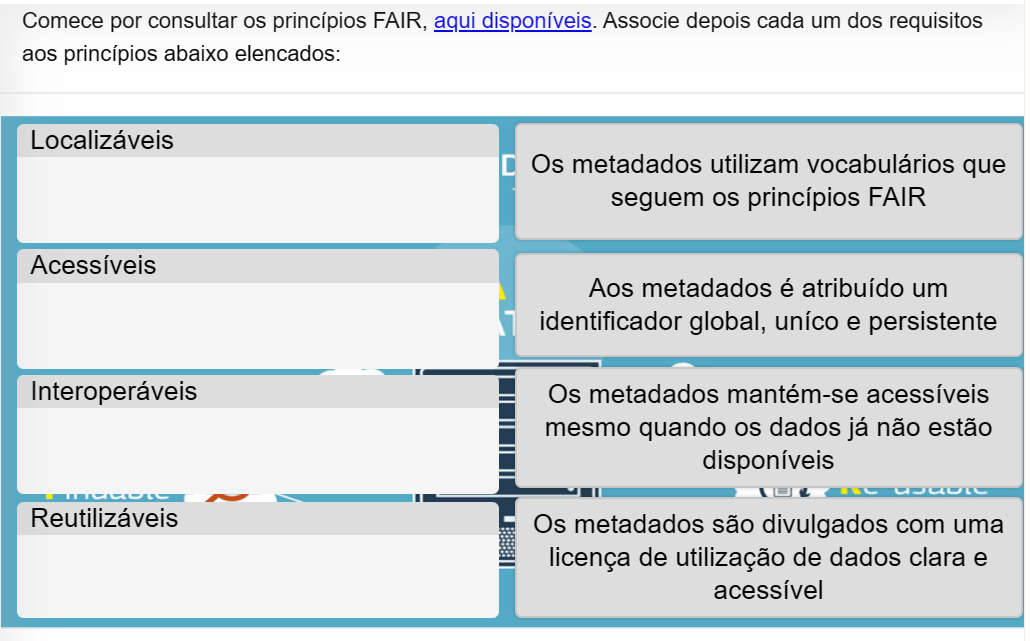 Comece por consultar os princípios FAIR, aqui disponíveis. Associe depois cada um dos requisitos
aos princípios abaixo elencados:
Localizáveis
Os metadados utilizam vocabulários que
seguem os princípios FAIR
Acessíveis
Aos metadados é atribuído um
identificador global, uníco e persistente
Interoperáveis
Os metadados mantém-se acessíveis
mesmo quando os dados já não estão
disponíveis
Reutilizáveis
Os metadados são divulgados com uma
licença de utilização de dados clara e
acessível